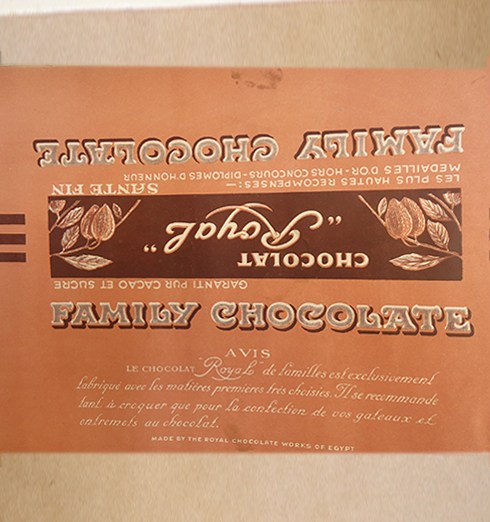 FAMILY CHOCOLATE
MEDAILLES D'OR-HORS CONCOURS-DIPLOMES D'HONNEUR
LES PLUS HAUTES RECOMPENSES:—
SANTE FIN
"Royal"
CHOCOLAT
GARANTI PUR CACAO ET SUCRE
FAMILY CHOCOLATE
AVIS
LE CHOCOLAT "Royal" de familles est exclusivement
fabriqué avec les matières premières très choisies. Il se recommande
tant à croquer que pour la confection de vos gateaux et
entremets au chocolat.
MADE BY THE ROYAL CHOCOLATE WORKS OF EGYPT